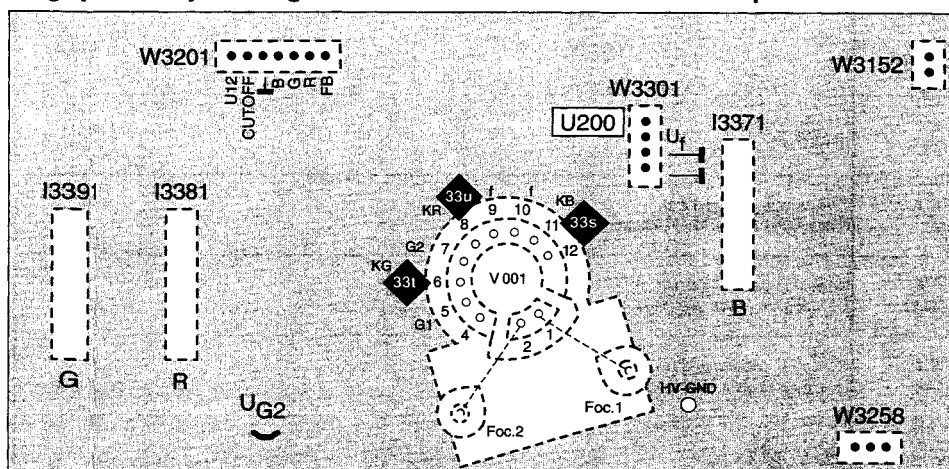 W3201
U12
CUTOFF
B
G
R
FB
W3152
W3301
U200
Uf
I3371
I3391
I3381
33u
KR
f
f
KB
33s
8
9
10
11
12
G2
7
KG
33t
6
V 001
5
G1
4
2
1
B
G
R
UG2
Foc.2
Foc.1
HV-GND
W3258